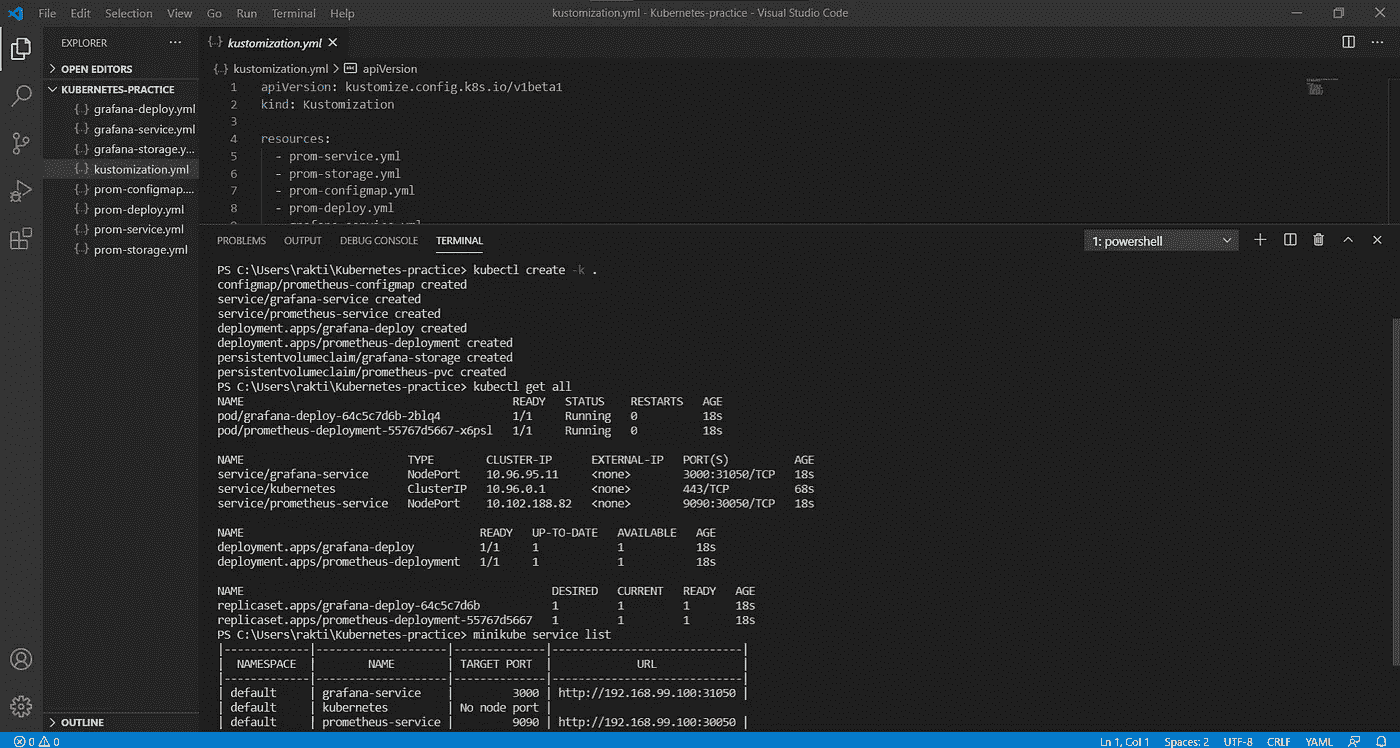 File Edit Selection View Go Run Terminal Help kustomization.yml - Kubernetes-practice - Visual Studio Code
EXPLORER
OPEN EDITORS
KUBERNETES-PRACTICE
grafana-deploy.yml
grafana-service.yml
grafana-storage.y...
kustomization.yml
prom-configmap....
prom-deploy.yml
prom-service.yml
prom-storage.yml
OUTLINE
kustomization.yml
kustomization.yml > apiVersion
1 apiVersion: kustomize.config.k8s.io/v1beta1
2 kind: Kustomization
3
4 resources:
5 - prom-service.yml
6 - prom-storage.yml
7 - prom-configmap.yml
8 - prom-deploy.yml
PROBLEMS OUTPUT DEBUG CONSOLE TERMINAL 1: powershell
PS C:\Users\rakti\Kubernetes-practice> kubectl create -k .
configmap/prometheus-configmap created
service/grafana-service created
service/prometheus-service created
deployment.apps/grafana-deploy created
deployment.apps/prometheus-deployment created
persistentvolumeclaim/grafana-storage created
persistentvolumeclaim/prometheus-pvc created
PS C:\Users\rakti\Kubernetes-practice> kubectl get all
NAME READY STATUS RESTARTS AGE
pod/grafana-deploy-64c5c7d6b-2blq4 1/1 Running 0 18s
pod/prometheus-deployment-55767d5667-x6psl 1/1 Running 0 18s
NAME TYPE CLUSTER-IP EXTERNAL-IP PORT(S) AGE
service/grafana-service NodePort 10.96.95.11 <none> 3000:31050/TCP 18s
service/kubernetes ClusterIP 10.96.0.1 <none> 443/TCP 68s
service/prometheus-service NodePort 10.102.188.82 <none> 9090:30050/TCP 18s
NAME READY UP-TO-DATE AVAILABLE AGE
deployment.apps/grafana-deploy 1/1 1 1 18s
deployment.apps/prometheus-deployment 1/1 1 1 18s
NAME DESIRED CURRENT READY AGE
replicaset.apps/grafana-deploy-64c5c7d6b 1 1 1 18s
replicaset.apps/prometheus-deployment-55767d5667 1 1 1 18s
PS C:\Users\rakti\Kubernetes-practice> minikube service list
|-------------|--------------------|--------------|-----------------------------|
| NAMESPACE | NAME | TARGET PORT | URL |
|-------------|--------------------|--------------|-----------------------------|
| default | grafana-service | 3000 | http://192.168.99.100:31050 |
| default | kubernetes | No node port |
| default | prometheus-service | 9090 | http://192.168.99.100:30050 |
0 0 Ln 1, Col 1 Spaces: 2 UTF-8 CRLF YAML